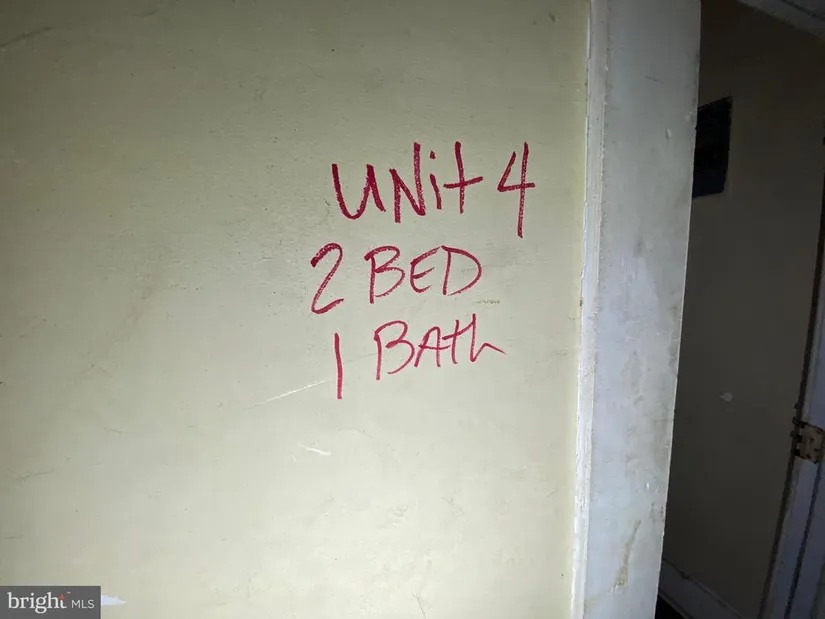 UNit 4
2 BED
1 BAth
bright MLS